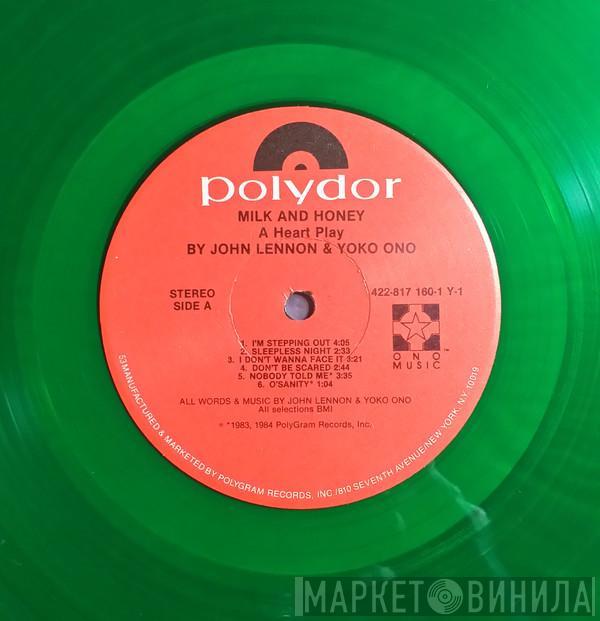 polydor
MILK AND HONEY
A Heart Play
BY JOHN LENNON & YOKO ONO
STEREO
SIDE A
422-817 160-1 Y-1
1. I'M STEPPING OUT 4:05
2. SLEEPLESS NIGHT 2:33
3. I DON'T WANNA FACE IT 3:21
4. DON'T BE SCARED 2:44
5. NOBODY TOLD ME* 3:35
6. O'SANITY* 1:04
ONO
MUSIC
™
ALL WORDS & MUSIC BY JOHN LENNON & YOKO ONO
All selections BMI
℗ *1983, 1984 PolyGram Records, Inc.
53 MANUFACTURED & MARKETED BY POLYGRAM RECORDS, INC./810 SEVENTH AVENUE/NEW YORK, N.Y. 10019
МАРКЕТ ВИНИЛА